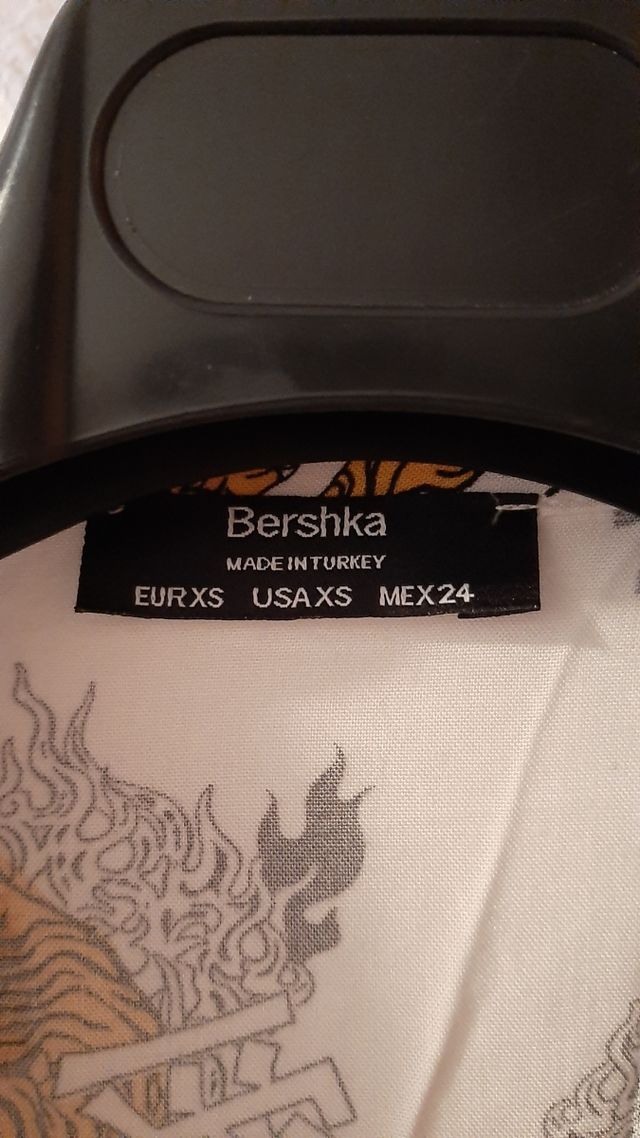 Bershka
MADE IN TURKEY
EUR XS USA XS MEX 24